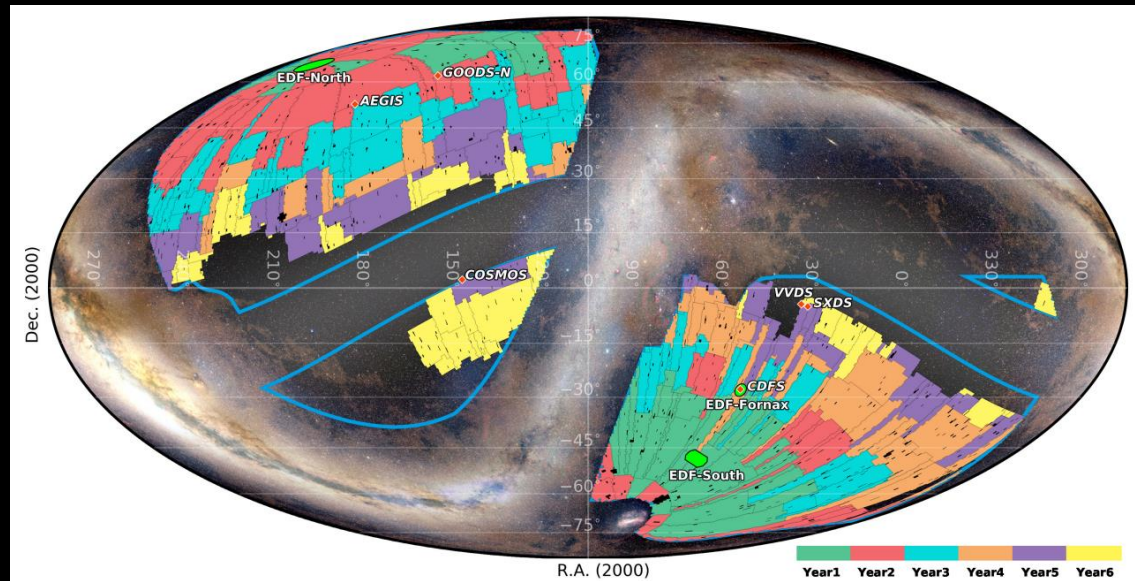 75°
60°
45°
30°
15°
0°
-15°
-30°
-45°
-60°
-75°
270
210
180
150
90
60
30
0
330
300
EDF-North
GOODS-N
AEGIS
COSMOS
VVDS
SXDS
CDFS
EDF-Fornax
EDF-South
Dec. (2000)
R.A. (2000)
Year1 Year2 Year3 Year4 Year5 Year6